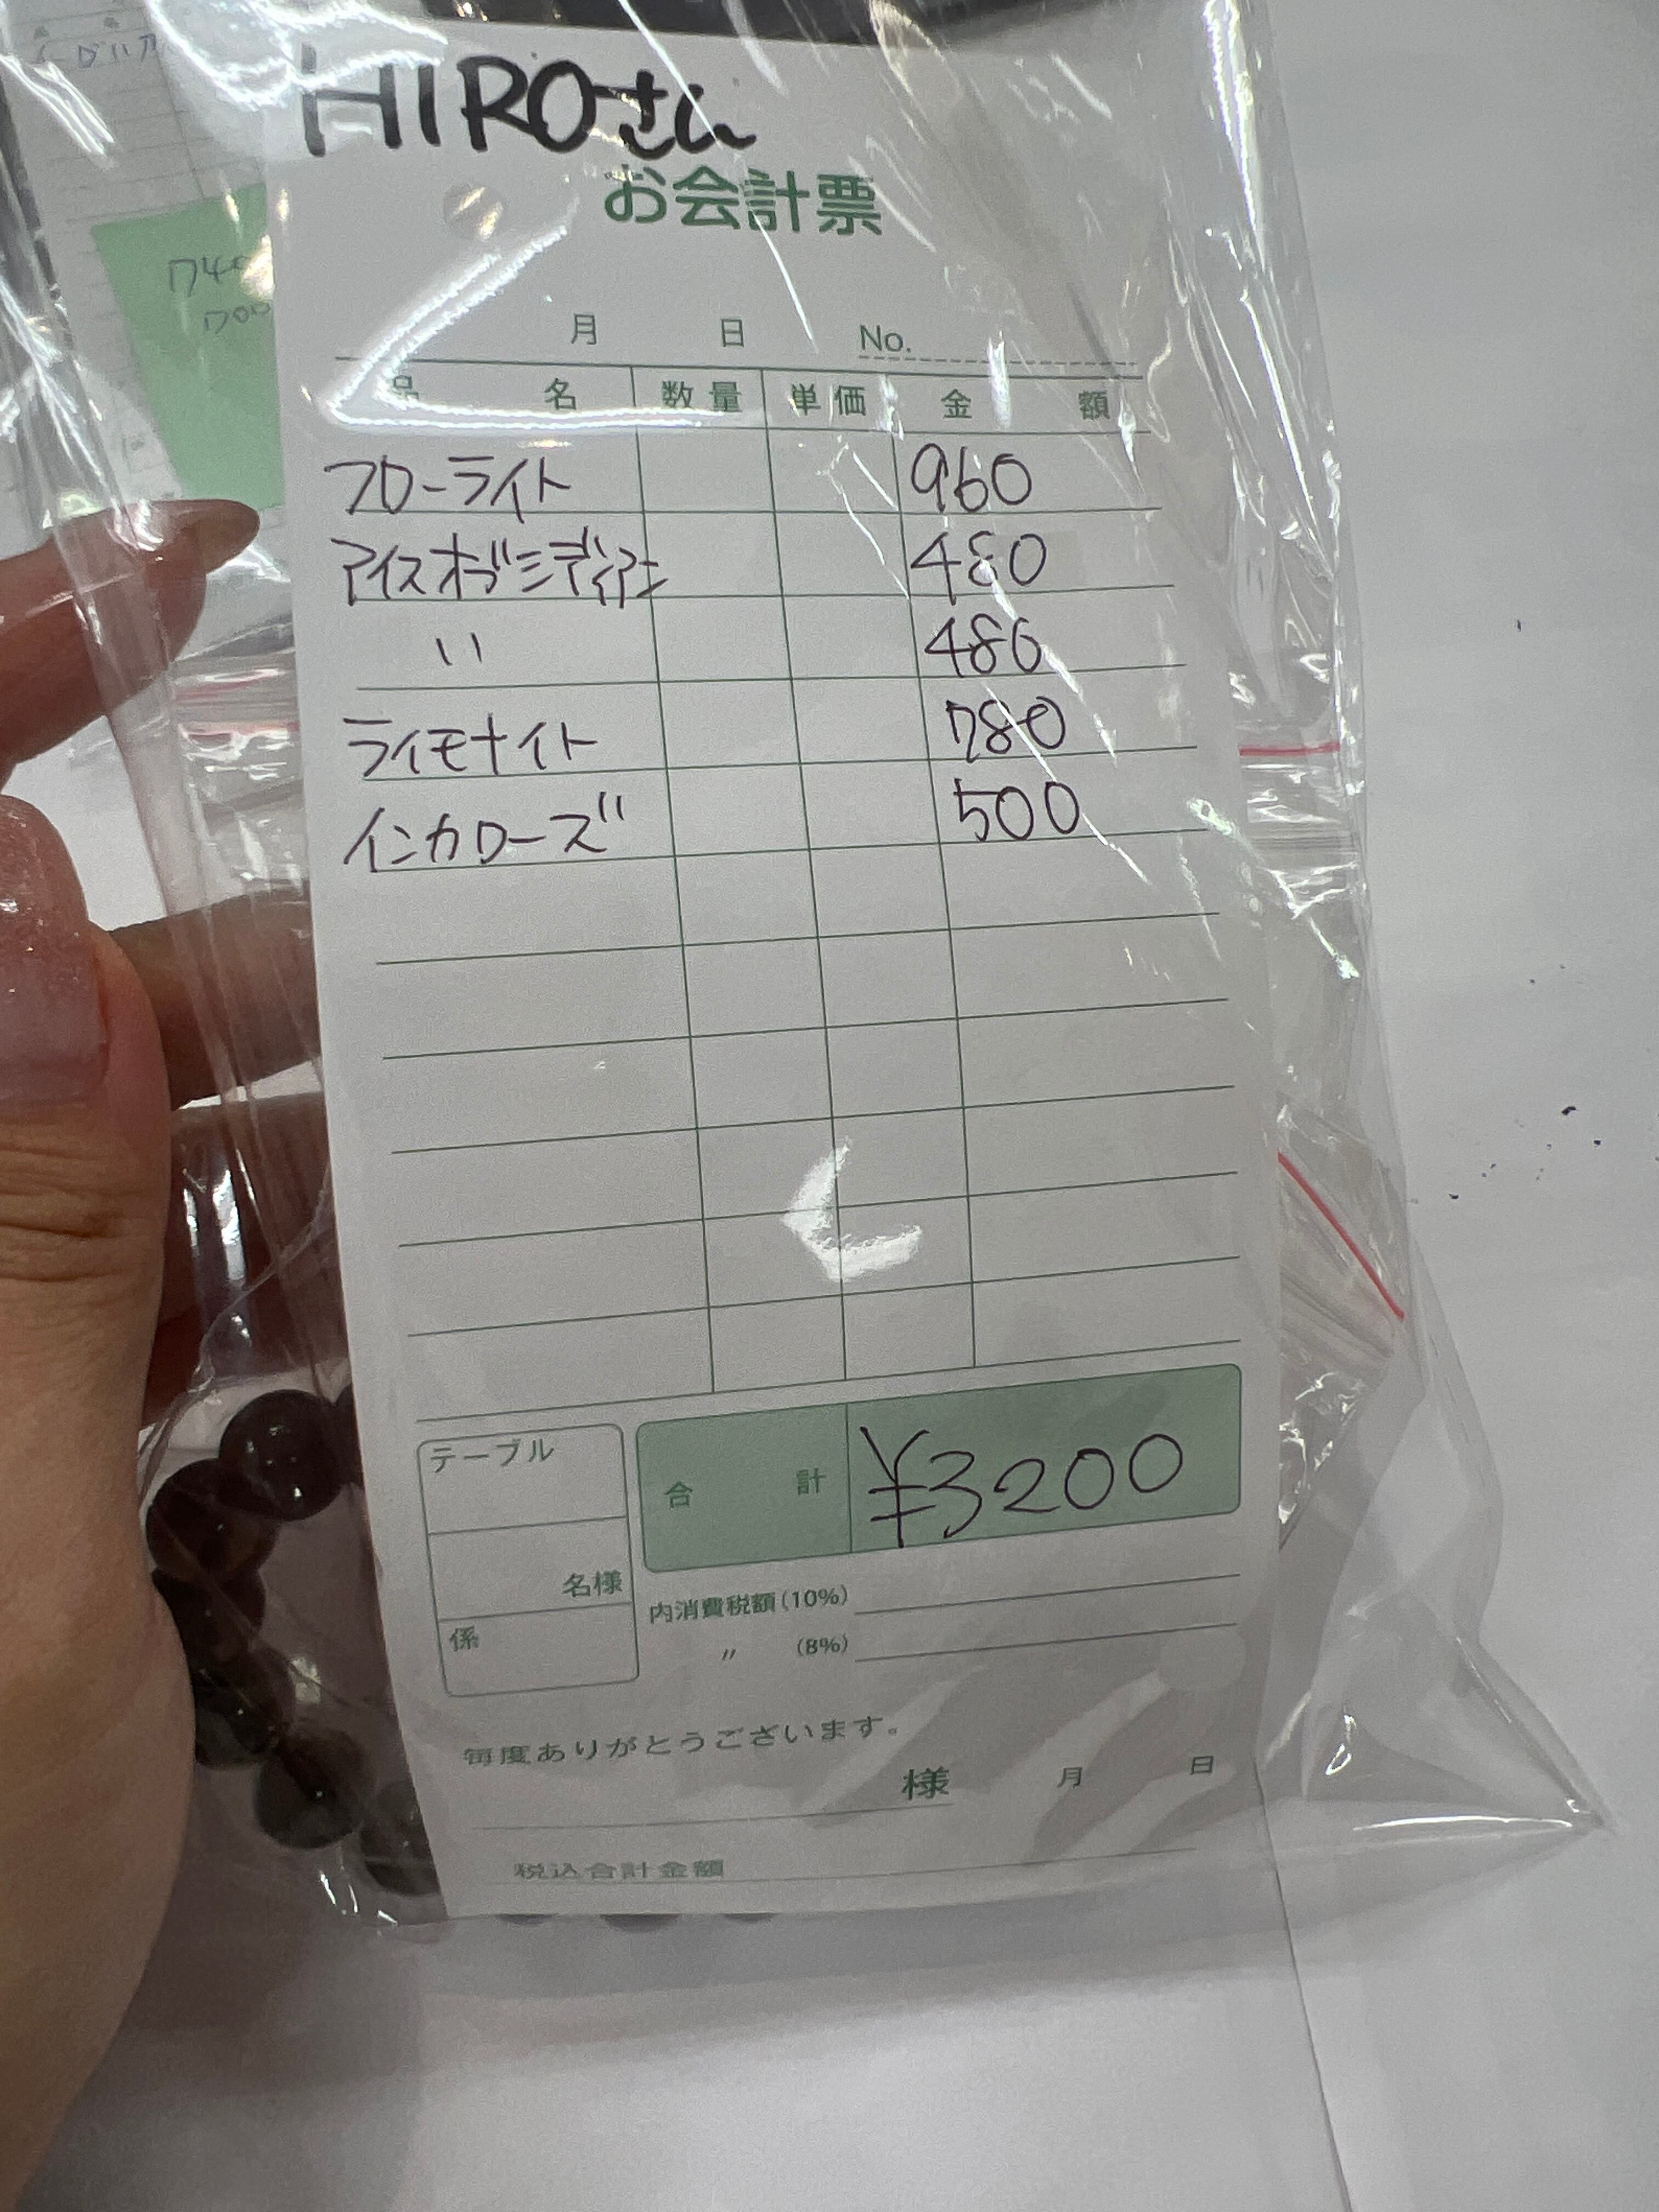 HIROさん
お会計票
月 日 No.
品名 数量 単価 金額
フローライト 960
アイスオブシディアン 480
〃 480
ライモナイト 780
インカローズ 500
テーブル
名様
係
合計 ¥3200
内消費税額(10%)
〃 (8%)
毎度ありがとうございます。
様 月 日
税込合計金額